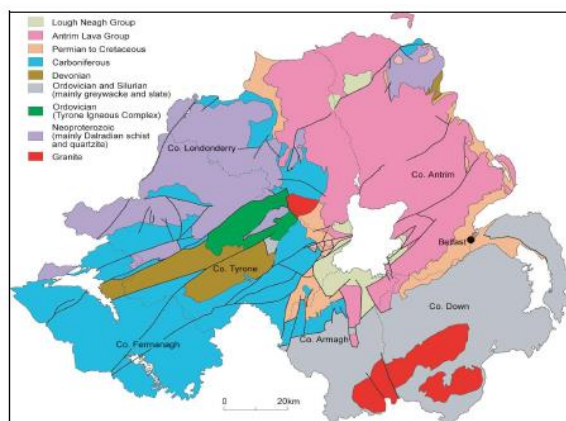 Lough Neagh Group
Antrim Lava Group
Permian to Cretaceous
Carboniferous
Devonian
Ordovician and Silurian
(mainly greywacke and slate)
Ordovician
(Tyrone Igneous Complex)
Neoproterozoic
(mainly Dalradian schist
and quartzite)
Granite
Co. Londonderry
Co. Antrim
Belfast
Co. Tyrone
Co. Down
Co. Armagh
Co. Fermanagh
0 20km